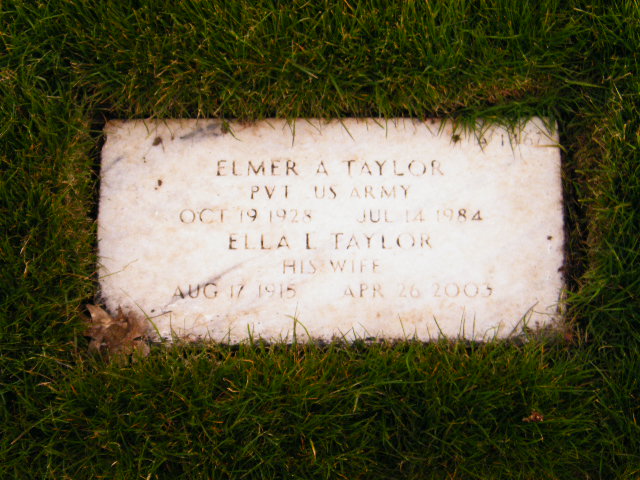 ELMER A TAYLOR
PVT US ARMY
OCT 19 1928 JUL 14 1984
ELLA L TAYLOR
HIS WIFE
AUG 17 1915 APR 26 2003